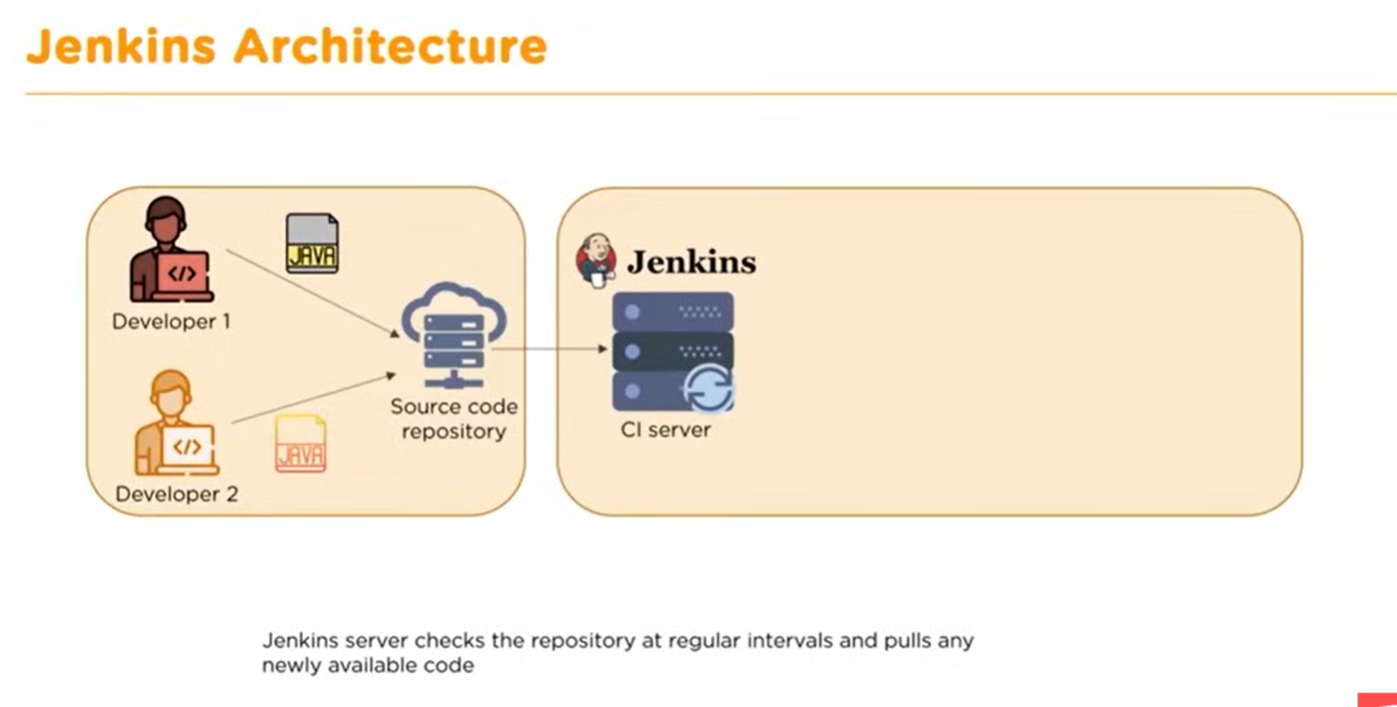 Jenkins Architecture
JAVA
Developer 1
</>
JAVA
Developer 2
</>
Source code
repository
Jenkins
CI server
Jenkins server checks the repository at regular intervals and pulls any
newly available code